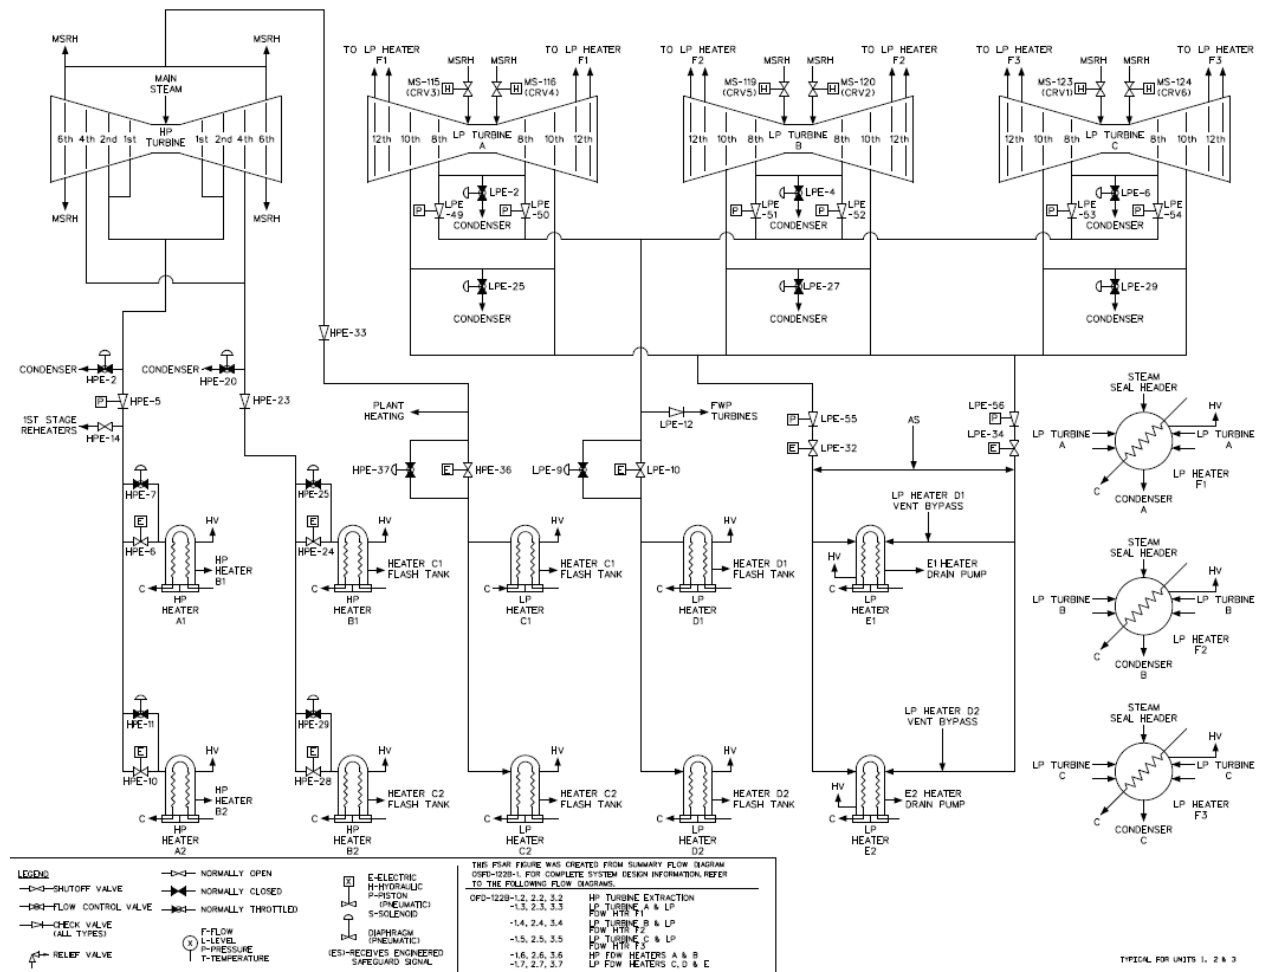 MSRH
MSRH
MAIN
STEAM
HP
TURBINE
6th 4th 2nd 1st
1st 2nd 4th 6th
MSRH
MSRH
TO LP HEATER
F1
MSRH MSRH
TO LP HEATER
F1
MS-115
(CRV3)
H
H
MS-116
(CRV4)
12th 10th 8th
LP TURBINE
A
8th 10th 12th
LPE-2
P
LPE
-49
P
LPE
-50
CONDENSER
LPE-25
CONDENSER
TO LP HEATER
F2
MSRH MSRH
TO LP HEATER
F2
MS-119
(CRV5)
H
H
MS-120
(CRV2)
12th 10th 8th
LP TURBINE
B
8th 10th 12th
LPE-4
P
LPE
-51
P
LPE
-52
CONDENSER
LPE-27
CONDENSER
TO LP HEATER
F3
MSRH MSRH
TO LP HEATER
F3
MS-123
(CRV1)
H
H
MS-124
(CRV6)
12th 10th 8th
LP TURBINE
C
8th 10th 12th
LPE-6
P
LPE
-53
P
LPE
-54
CONDENSER
LPE-29
CONDENSER
HPE-33
CONDENSER
HPE-2
CONDENSER
HPE-20
P
HPE-5
HPE-23
1ST STAGE
REHEATERS
HPE-14
PLANT
HEATING
LPE-12
FWP
TURBINES
P
LPE-55
E
LPE-32
LPE-56
P
LPE-34
E
AS
HPE-37
E
HPE-36
LPE-9
E
LPE-10
HPE-7
E
HPE-6
HV
HP
HEATER
B1
C
HP
HEATER
A1
HPE-25
E
HPE-24
HV
HEATER C1
FLASH TANK
C
HP
HEATER
B1
HV
HEATER C1
FLASH TANK
C
LP
HEATER
C1
HV
HEATER D1
FLASH TANK
C
LP
HEATER
D1
LP HEATER D1
VENT BYPASS
HV
E1 HEATER
DRAIN PUMP
C
LP
HEATER
E1
HPE-11
E
HPE-10
HV
HP
HEATER
B2
C
HP
HEATER
A2
HPE-29
E
HPE-28
HV
HEATER C2
FLASH TANK
C
HP
HEATER
B2
HV
HEATER C2
FLASH TANK
C
LP
HEATER
C2
HV
HEATER D2
FLASH TANK
C
LP
HEATER
D2
LP HEATER D2
VENT BYPASS
HV
E2 HEATER
DRAIN PUMP
C
LP
HEATER
E2
STEAM
SEAL HEADER
HV
LP TURBINE
A
LP TURBINE
A
C
LP HEATER
F1
CONDENSER
A
STEAM
SEAL HEADER
HV
LP TURBINE
B
LP TURBINE
B
C
LP HEATER
F2
CONDENSER
B
STEAM
SEAL HEADER
HV
LP TURBINE
C
LP TURBINE
C
C
LP HEATER
F3
CONDENSER
C
LEGEND
SHUTOFF VALVE
FLOW CONTROL VALVE
CHECK VALVE
(ALL TYPES)
RELIEF VALVE
NORMALLY OPEN
NORMALLY CLOSED
NORMALLY THROTTLED
X
F-FLOW
L-LEVEL
P-PRESSURE
T-TEMPERATURE
X
E-ELECTRIC
H-HYDRAULIC
P-PISTON
(PNEUMATIC)
S-SOLENOID
DIAPHRAGM
(PNEUMATIC)
(ES)-RECEIVES ENGINEERED
SAFEGUARD SIGNAL
THIS FSAR FIGURE WAS CREATED FROM SUMMARY FLOW DIAGRAM
OSFD-122B-1. FOR COMPLETE SYSTEM DESIGN INFORMATION, REFER
TO THE FOLLOWING FLOW DIAGRAMS.
OFD-122B-1.2, 2.2, 3.2 HP TURBINE EXTRACTION
-1.3, 2.3, 3.3 LP TURBINE A & LP
FDW HTR F1
-1.4, 2.4, 3.4 LP TURBINE B & LP
FDW HTR F2
-1.5, 2.5, 3.5 LP TURBINE C & LP
FDW HTR F3
-1.6, 2.6, 3.6 HP FDW HEATERS A & B
-1.7, 2.7, 3.7 LP FDW HEATERS C, D & E
TYPICAL FOR UNITS 1, 2 & 3